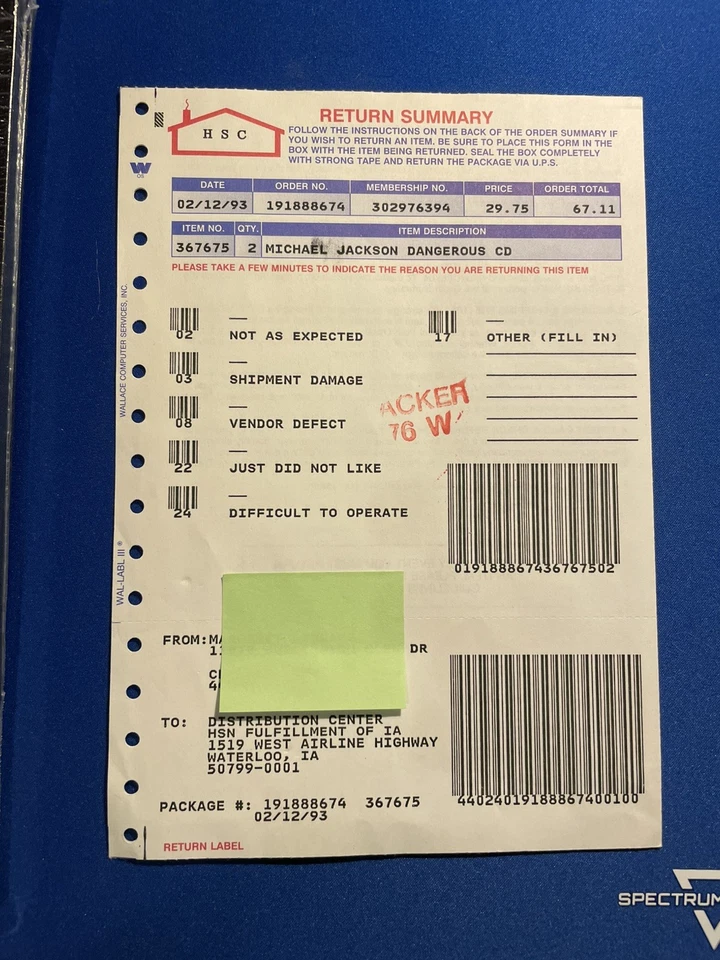 HSC
RETURN SUMMARY
FOLLOW THE INSTRUCTIONS ON THE BACK OF THE ORDER SUMMARY IF
YOU WISH TO RETURN AN ITEM. BE SURE TO PLACE THIS FORM IN THE
BOX WITH THE ITEM BEING RETURNED. SEAL THE BOX COMPLETELY
WITH STRONG TAPE AND RETURN THE PACKAGE VIA U.P.S.
DATE ORDER NO. MEMBERSHIP NO. PRICE ORDER TOTAL
02/12/93 191888674 302976394 29.75 67.11
ITEM NO. QTY. ITEM DESCRIPTION
367675 2 MICHAEL JACKSON DANGEROUS CD
PLEASE TAKE A FEW MINUTES TO INDICATE THE REASON YOU ARE RETURNING THIS ITEM
02 NOT AS EXPECTED
17 OTHER (FILL IN)
03 SHIPMENT DAMAGE
08 VENDOR DEFECT
ACKER
76 W
22 JUST DID NOT LIKE
24 DIFFICULT TO OPERATE
019188867436767502
WALLACE COMPUTER SERVICES, INC.
WAL-LABL III ®
FROM:MA
DR
TO: DISTRIBUTION CENTER
HSN FULFILLMENT OF IA
1519 WEST AIRLINE HIGHWAY
WATERLOO, IA
50799-0001
PACKAGE #: 191888674 367675
02/12/93
44024019188867400100
RETURN LABEL
SPECTRUM